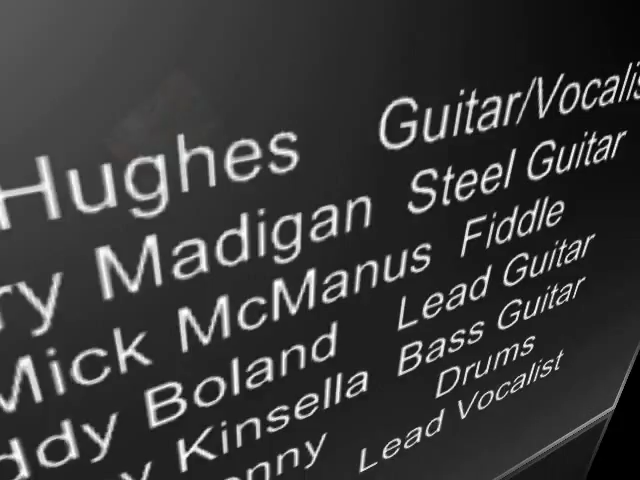 Hughes Guitar/Vocalis
ry Madigan Steel Guitar
Mick McManus Fiddle
ddy Boland Lead Guitar
y Kinsella Bass Guitar
enny Drums
Lead Vocalist